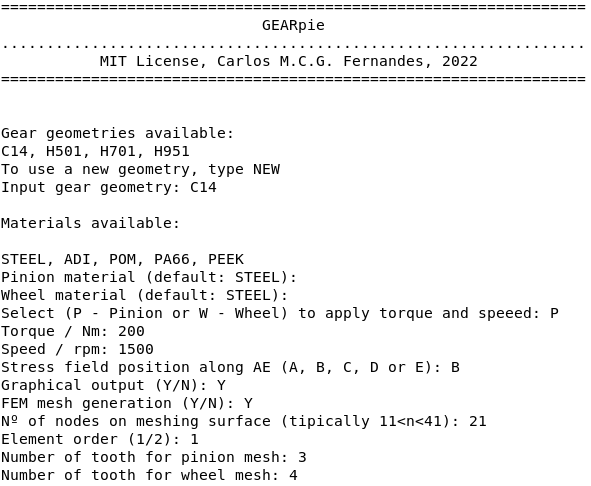 =================================================================
GEARpie
.................................................................
MIT License, Carlos M.C.G. Fernandes, 2022
=================================================================
Gear geometries available:
C14, H501, H701, H951
To use a new geometry, type NEW
Input gear geometry: C14
Materials available:
STEEL, ADI, POM, PA66, PEEK
Pinion material (default: STEEL):
Wheel material (default: STEEL):
Select (P - Pinion or W - Wheel) to apply torque and speeed: P
Torque / Nm: 200
Speed / rpm: 1500
Stress field position along AE (A, B, C, D or E): B
Graphical output (Y/N): Y
FEM mesh generation (Y/N): Y
Nº of nodes on meshing surface (tipically 11<n<41): 21
Element order (1/2): 1
Number of tooth for pinion mesh: 3
Number of tooth for wheel mesh: 4